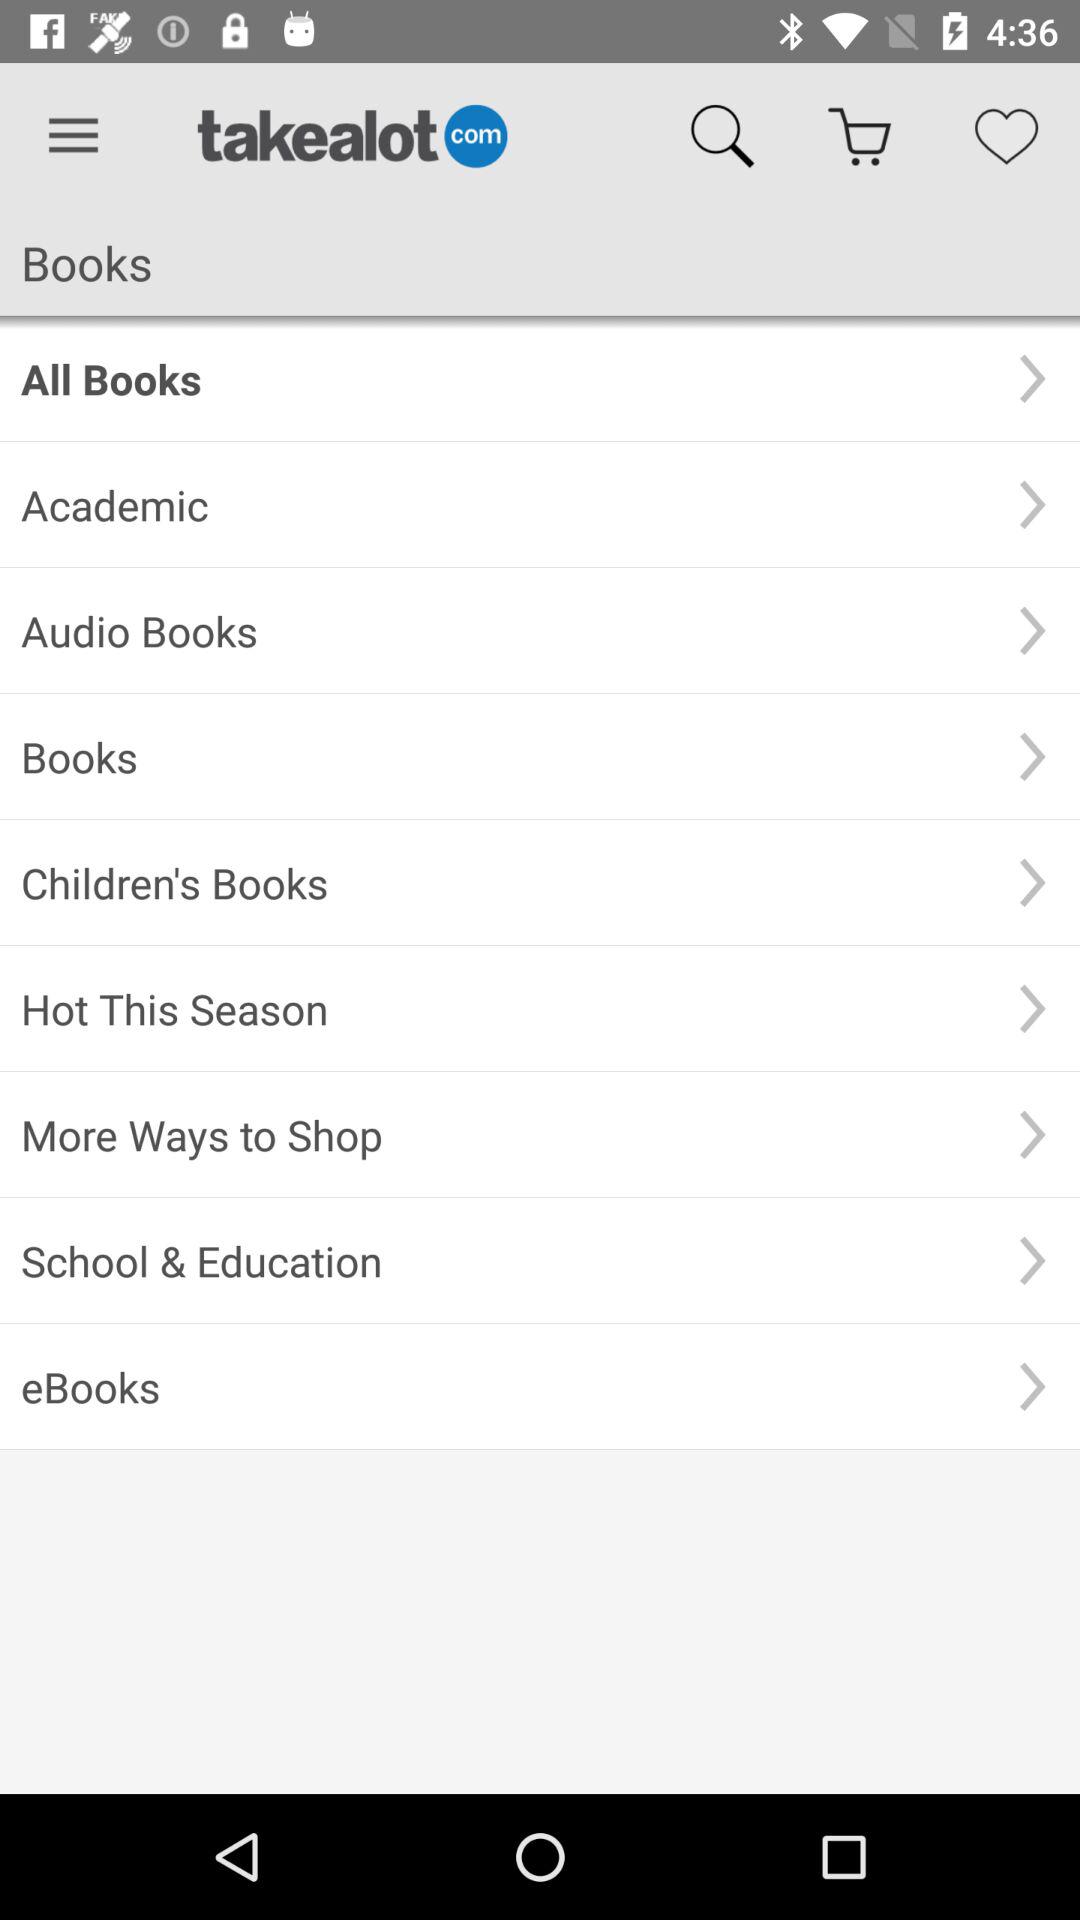 FAKE
4:36
takealot com
Books
All Books
Academic
Audio Books
Books
Children's Books
Hot This Season
More Ways to Shop
School & Education
eBooks